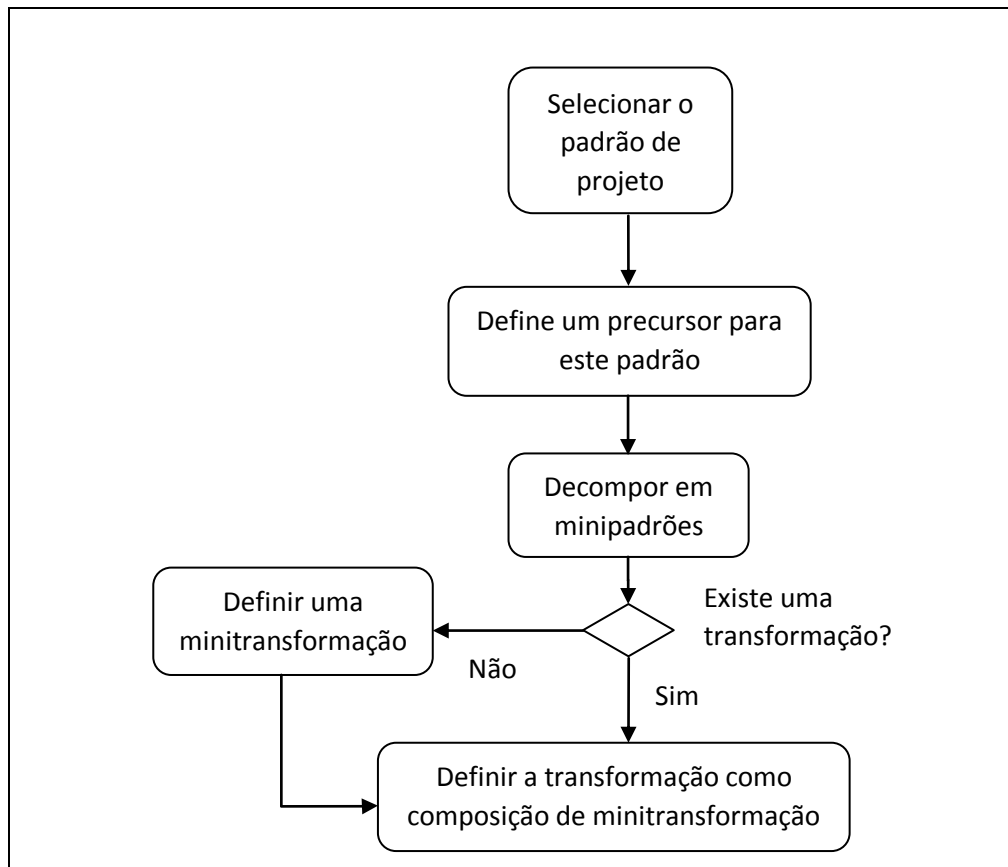 Selecionar o
padrão de
projeto
Define um precursor para
este padrão
Decompor em
minipadrões
Existe uma
transformação?
Definir uma
minitransformação
Não
Sim
Definir a transformação como
composição de minitransformação